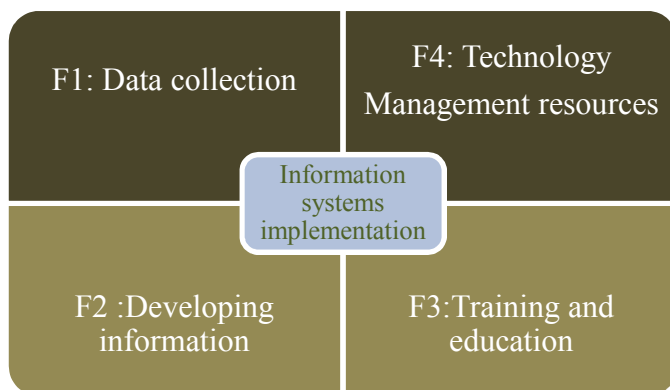 F1: Data collection
F4: Technology
Management resources
Information
systems
implementation
F2 :Developing
information
F3:Training and
education